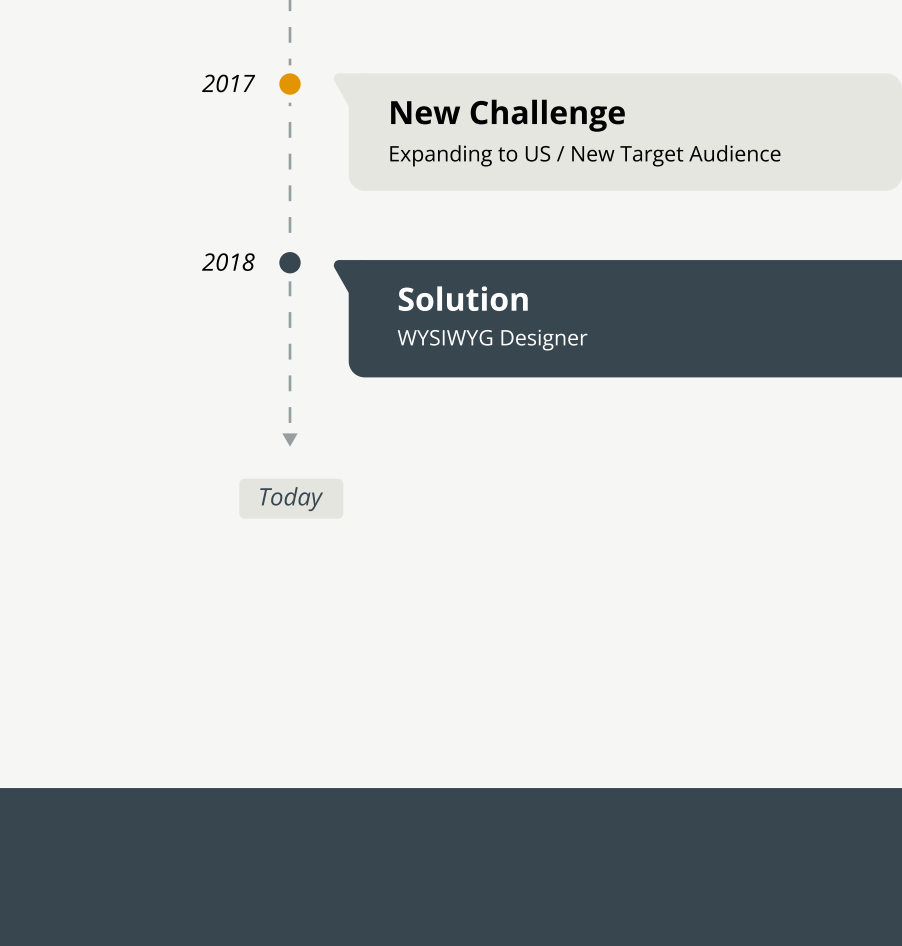 2017
New Challenge
Expanding to US / New Target Audience
2018
Solution
WYSIWYG Designer
Today